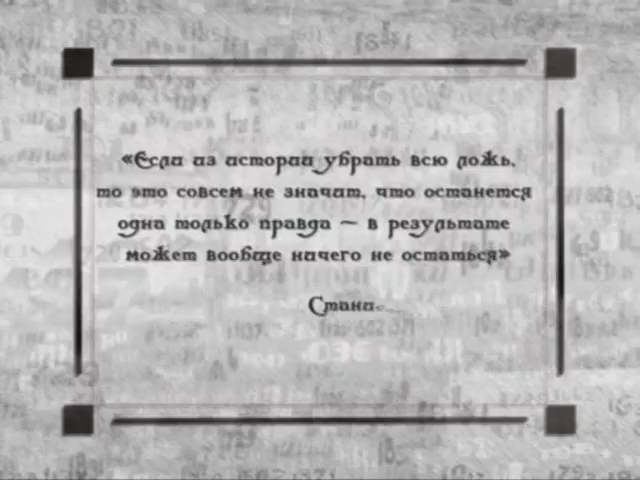 «Если из истории убрать всю ложь,
то это совсем не значит, что останется
одна только правда — в результате
может вообще ничего не остаться»
Стани